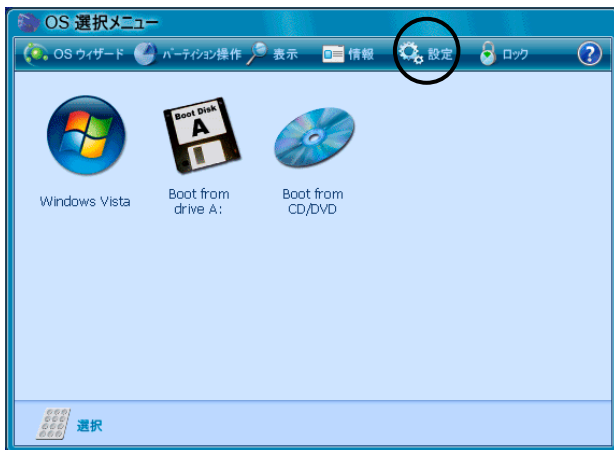 OS 選択メニュー
OS ウィザード パーティション操作 表示 情報 設定 ロック ?
Boot Disk
A
Windows Vista
Boot from
drive A:
Boot from
CD/DVD
選択